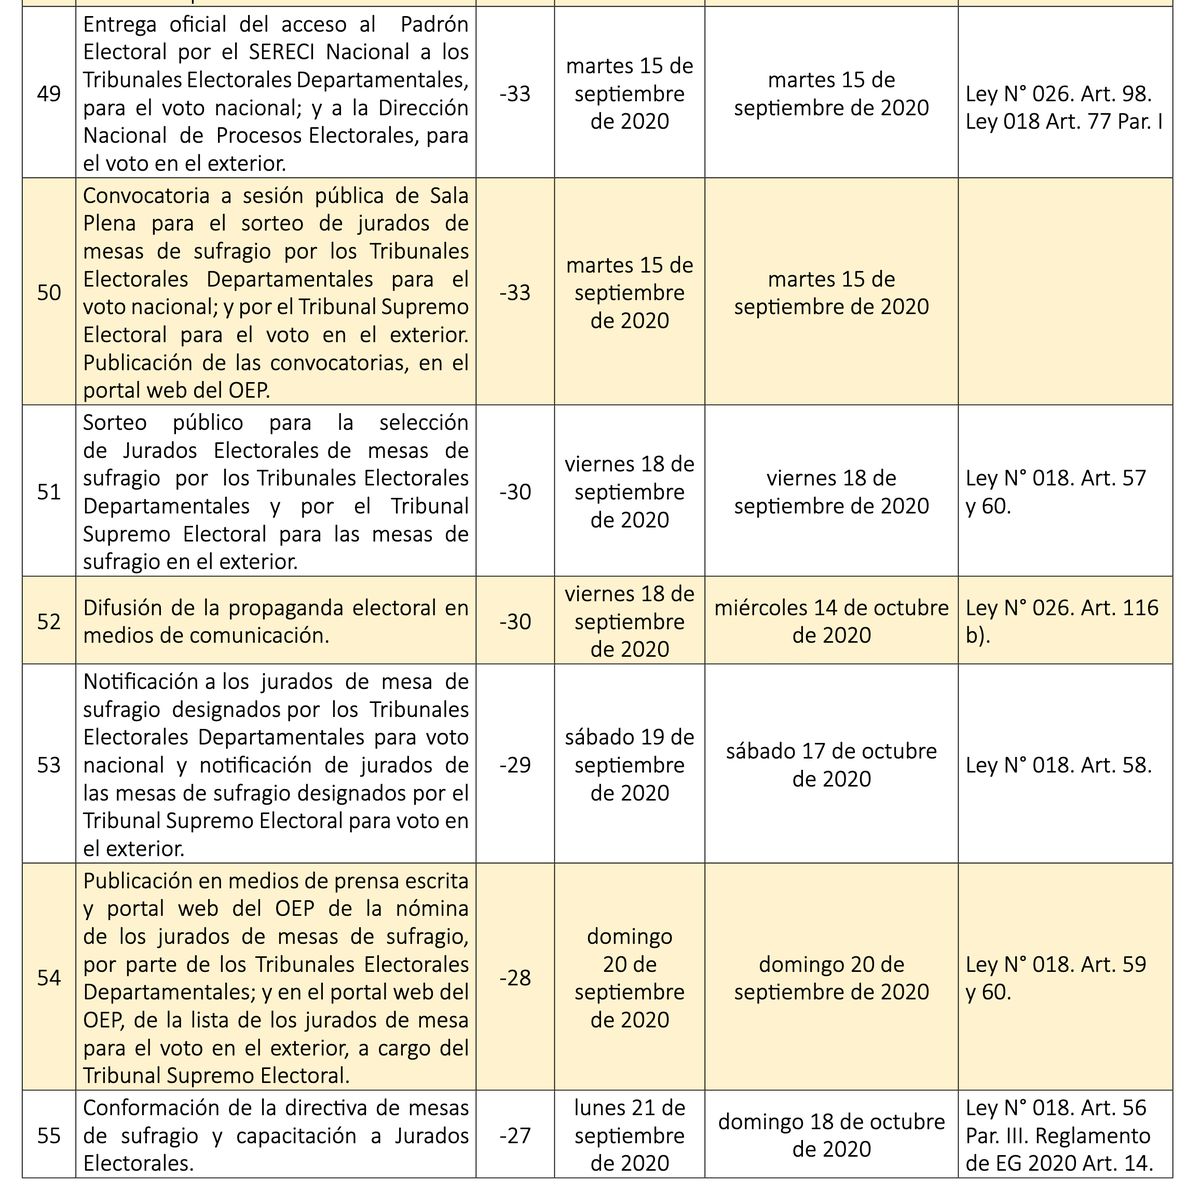 49
Entrega oficial del acceso al Padrón
Electoral por el SERECI Nacional a los
Tribunales Electorales Departamentales,
para el voto nacional; y a la Dirección
Nacional de Procesos Electorales, para
el voto en el exterior.
-33
martes 15 de
septiembre
de 2020
martes 15 de
septiembre de 2020
Ley N° 026. Art. 98.
Ley 018 Art. 77 Par. I
50
Convocatoria a sesión pública de Sala
Plena para el sorteo de jurados de
mesas de sufragio por los Tribunales
Electorales Departamentales para el
voto nacional; y por el Tribunal Supremo
Electoral para el voto en el exterior.
Publicación de las convocatorias, en el
portal web del OEP.
-33
martes 15 de
septiembre
de 2020
martes 15 de
septiembre de 2020
51
Sorteo público para la selección
de Jurados Electorales de mesas de
sufragio por los Tribunales Electorales
Departamentales y por el Tribunal
Supremo Electoral para las mesas de
sufragio en el exterior.
-30
viernes 18 de
septiembre
de 2020
viernes 18 de
septiembre de 2020
Ley N° 018. Art. 57
y 60.
52
Difusión de la propaganda electoral en
medios de comunicación.
-30
viernes 18 de
septiembre
de 2020
miércoles 14 de octubre
de 2020
Ley N° 026. Art. 116
b).
53
Notificación a los jurados de mesa de
sufragio designados por los Tribunales
Electorales Departamentales para voto
nacional y notificación de jurados de
las mesas de sufragio designados por el
Tribunal Supremo Electoral para voto en
el exterior.
-29
sábado 19 de
septiembre
de 2020
sábado 17 de octubre
de 2020
Ley N° 018. Art. 58.
54
Publicación en medios de prensa escrita
y portal web del OEP de la nómina
de los jurados de mesas de sufragio,
por parte de los Tribunales Electorales
Departamentales; y en el portal web del
OEP, de la lista de los jurados de mesa
para el voto en el exterior, a cargo del
Tribunal Supremo Electoral.
-28
domingo
20 de
septiembre
de 2020
domingo 20 de
septiembre de 2020
Ley N° 018. Art. 59
y 60.
55
Conformación de la directiva de mesas
de sufragio y capacitación a Jurados
Electorales.
-27
lunes 21 de
septiembre
de 2020
domingo 18 de octubre
de 2020
Ley N° 018. Art. 56
Par. III. Reglamento
de EG 2020 Art. 14.